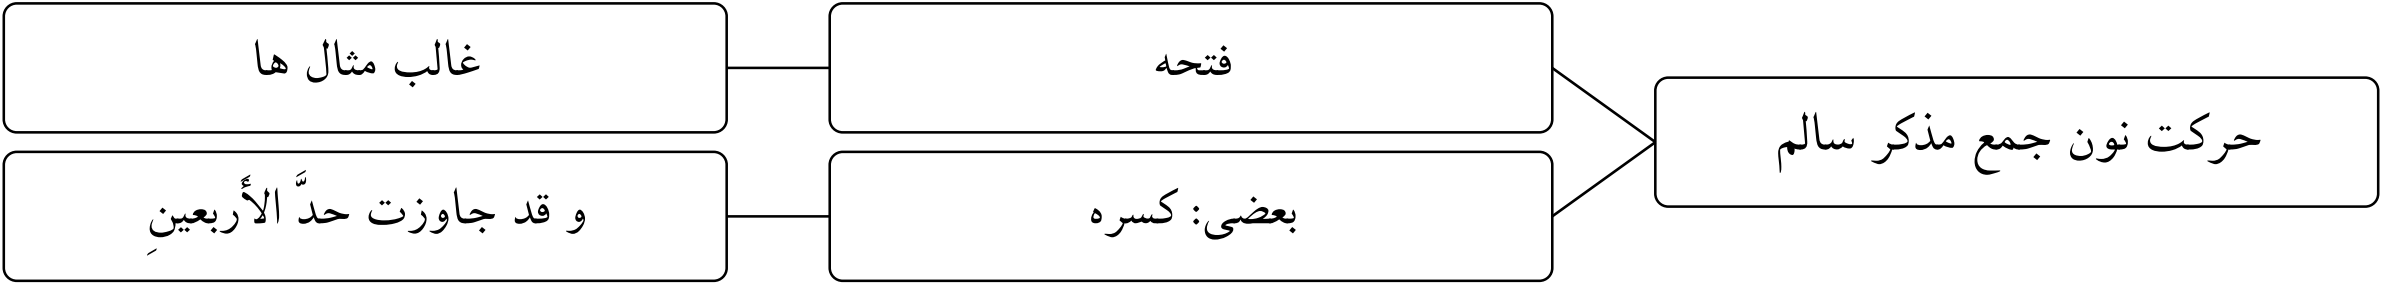 حرکت نون جمع مذکر سالم
فتحه
غالب مثال ها
بعضی: کسره
و قد جاوزت حدَّ الأَربعينِ